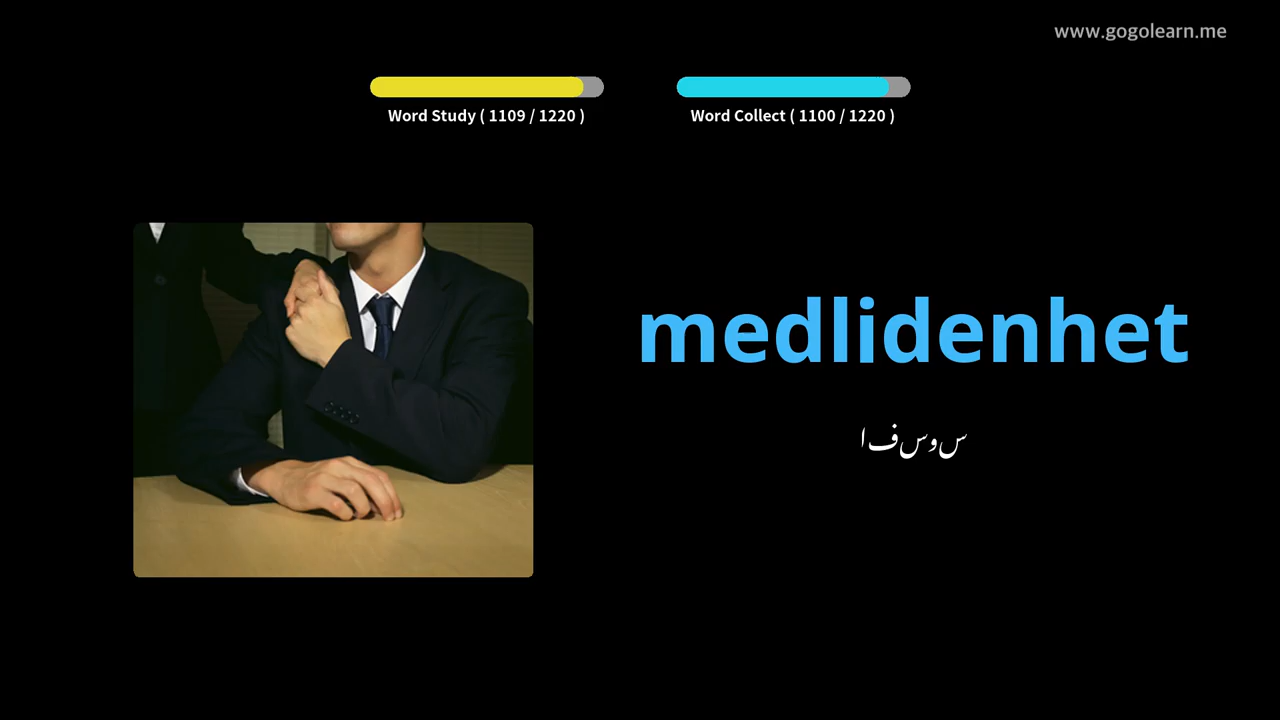 www.gogolearn.me
Word Study ( 1109 / 1220 )
Word Collect ( 1100 / 1220 )
medlidenhet
افسوس